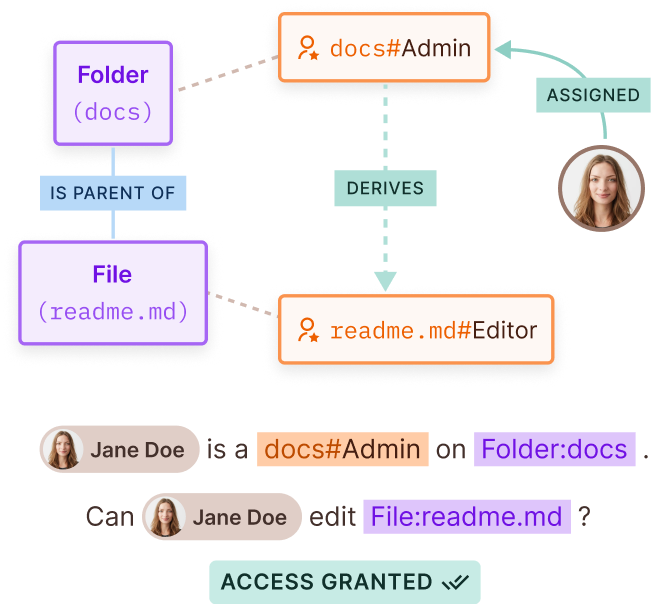 docs#Admin
Folder
(docs)
ASSIGNED
IS PARENT OF
DERIVES
File
(readme.md)
readme.md#Editor
Jane Doe is a docs#Admin on Folder:docs .
Can Jane Doe edit File:readme.md ?
ACCESS GRANTED